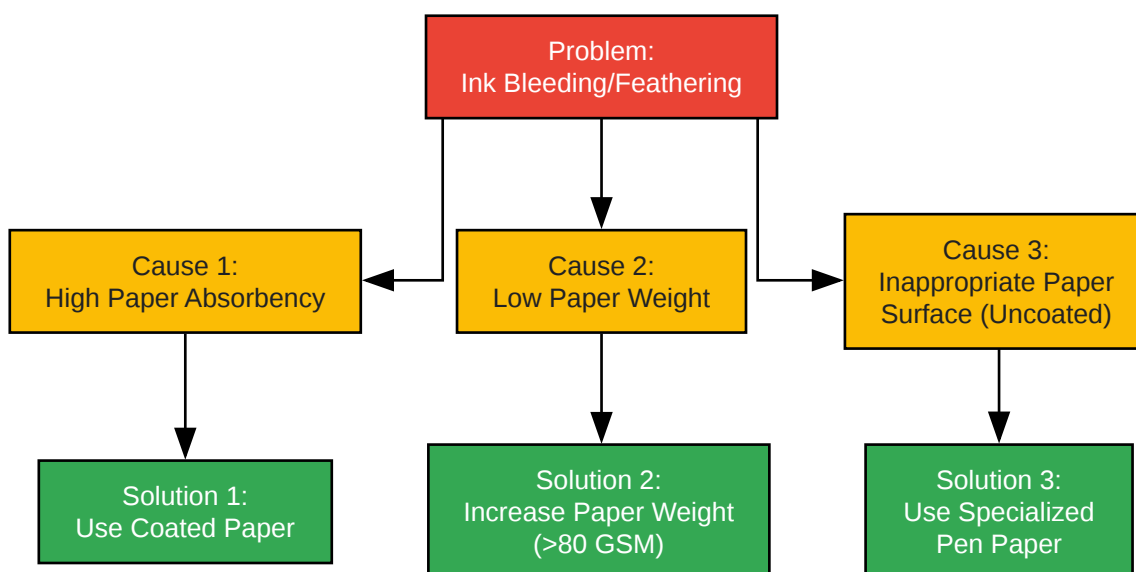 Problem:
Ink Bleeding/Feathering
Cause 1:
High Paper Absorbency
Cause 2:
Low Paper Weight
Cause 3:
Inappropriate Paper
Surface (Uncoated)
Solution 1:
Use Coated Paper
Solution 2:
Increase Paper Weight
(>80 GSM)
Solution 3:
Use Specialized
Pen Paper